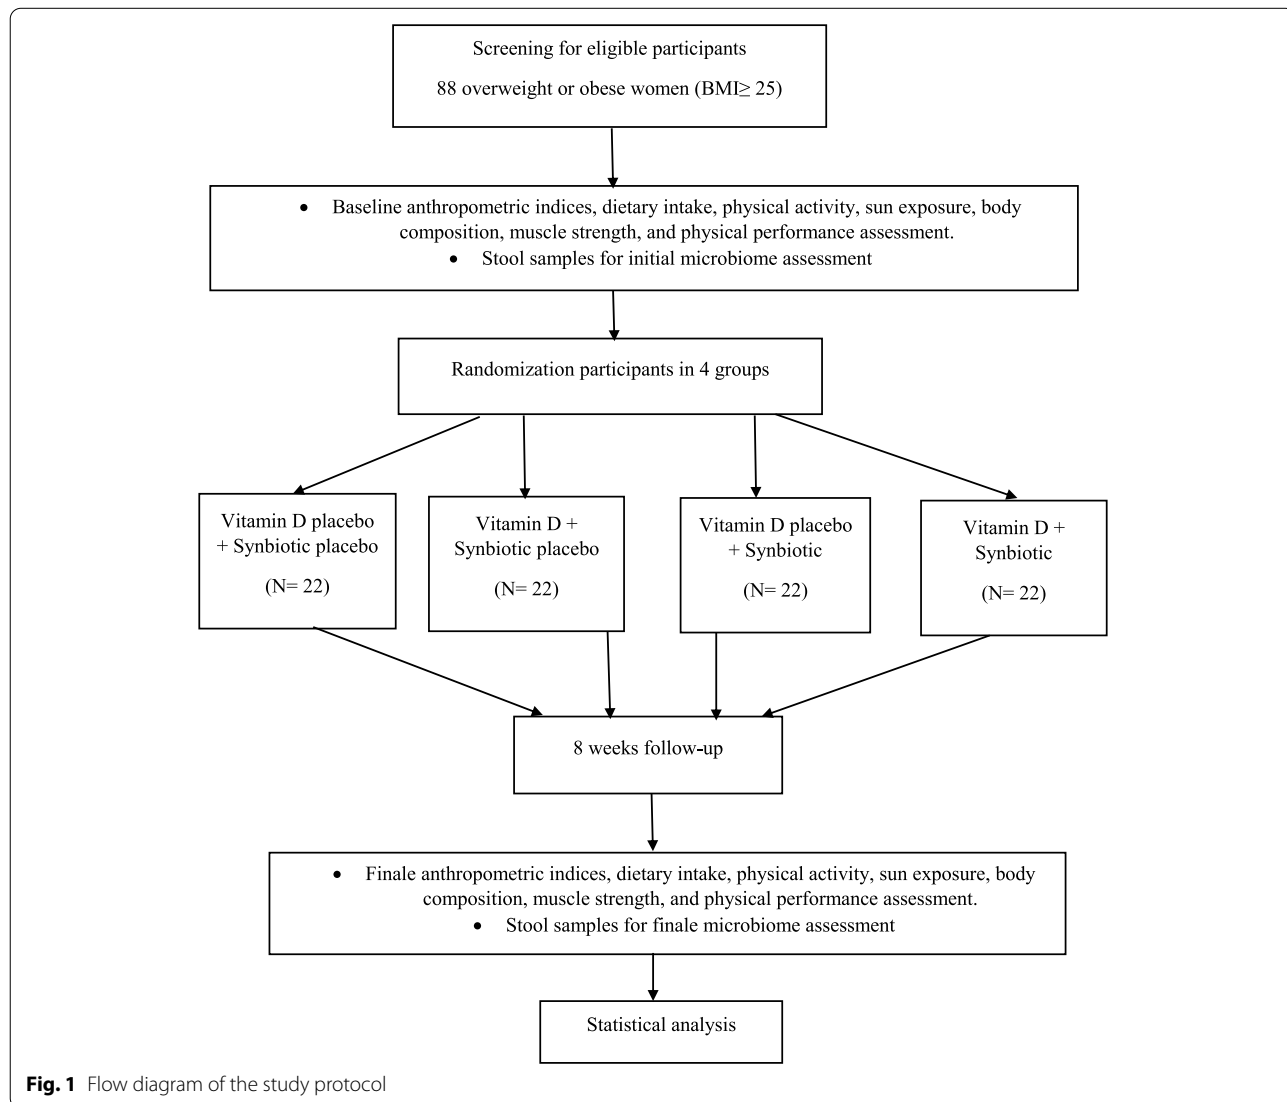 Screening for eligible participants
88 overweight or obese women (BMI≥ 25)
• Baseline anthropometric indices, dietary intake, physical activity, sun exposure, body
composition, muscle strength, and physical performance assessment.
• Stool samples for initial microbiome assessment
Randomization participants in 4 groups
Vitamin D placebo
+ Synbiotic placebo
(N= 22)
Vitamin D +
Synbiotic placebo
(N= 22)
Vitamin D placebo
+ Synbiotic
(N= 22)
Vitamin D +
Synbiotic
(N= 22)
8 weeks follow-up
• Finale anthropometric indices, dietary intake, physical activity, sun exposure, body
composition, muscle strength, and physical performance assessment.
• Stool samples for finale microbiome assessment
Statistical analysis
Fig. 1 Flow diagram of the study protocol